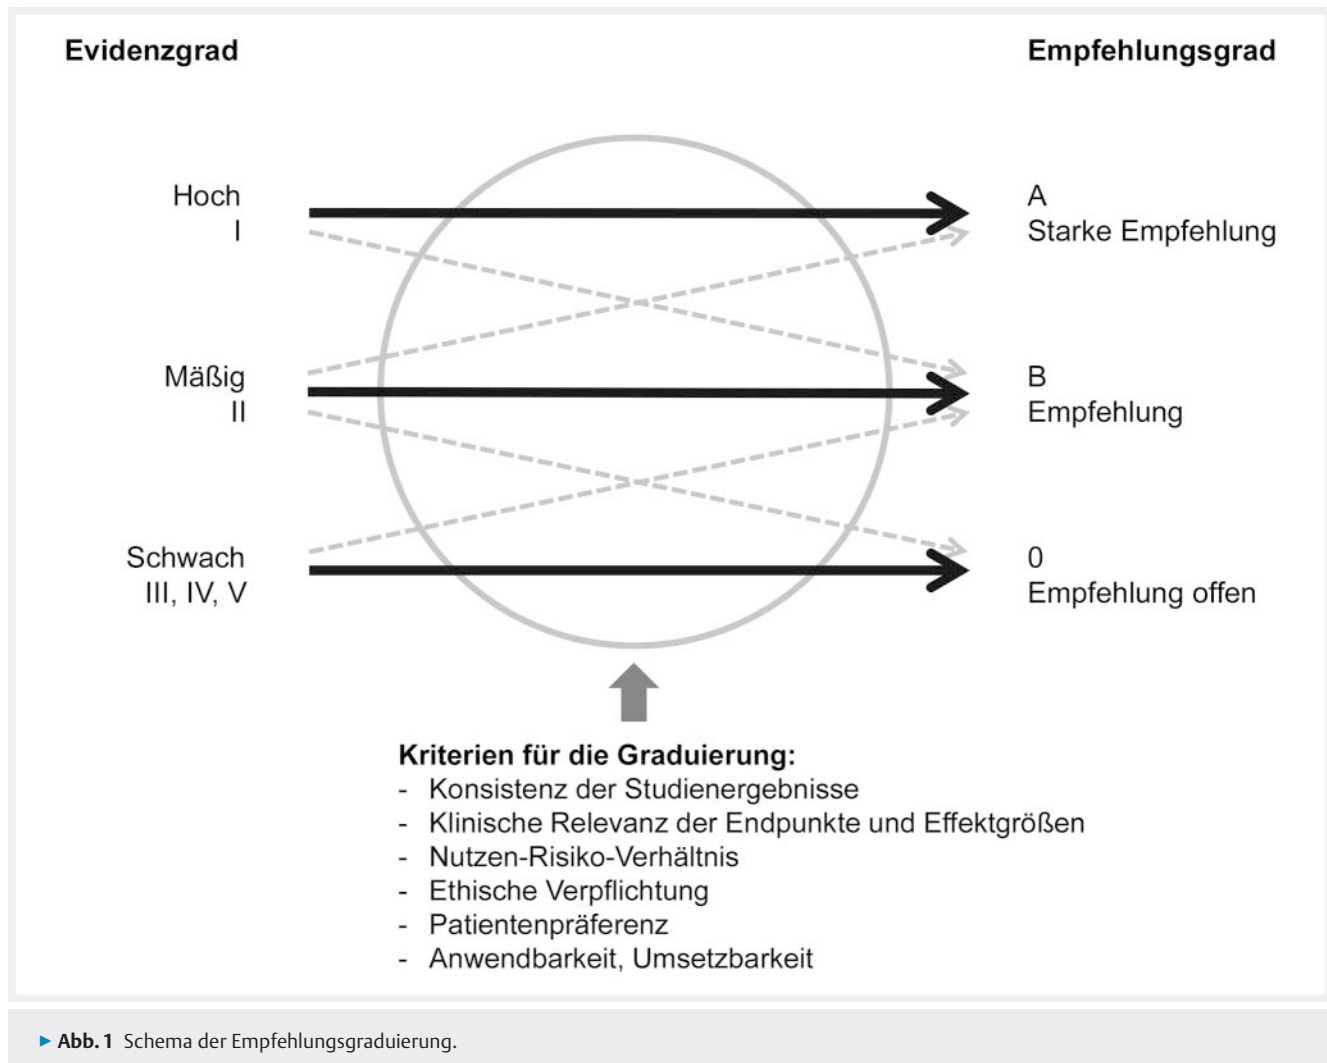 Evidenzgrad
Empfehlungsgrad
Hoch
I
A
Starke Empfehlung
Mäßig
II
B
Empfehlung
Schwach
III, IV, V
0
Empfehlung offen
Kriterien für die Graduierung:
- Konsistenz der Studienergebnisse
- Klinische Relevanz der Endpunkte und Effektgrößen
- Nutzen-Risiko-Verhältnis
- Ethische Verpflichtung
- Patientenpräferenz
- Anwendbarkeit, Umsetzbarkeit
▶ Abb. 1 Schema der Empfehlungsgraduierung.